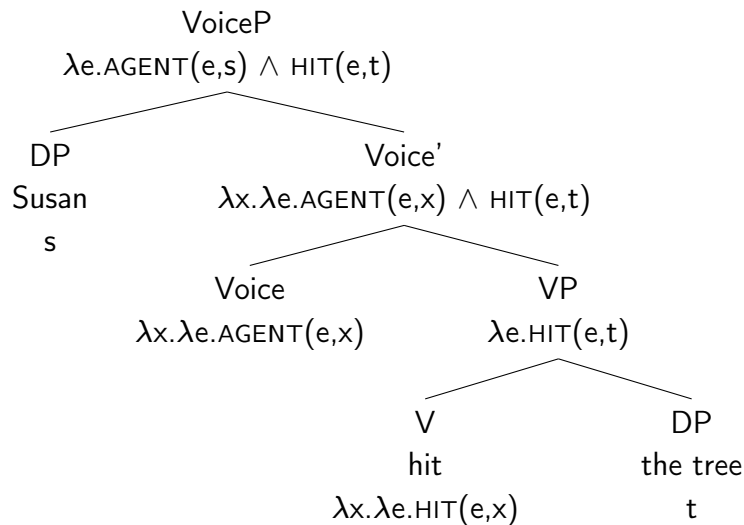 VoiceP
λe.AGENT(e,s) ∧ HIT(e,t)
DP Voice'
Susan λx.λe.AGENT(e,x) ∧ HIT(e,t)
s
Voice VP
λx.λe.AGENT(e,x) λe.HIT(e,t)
V DP
hit the tree
λx.λe.HIT(e,x) t